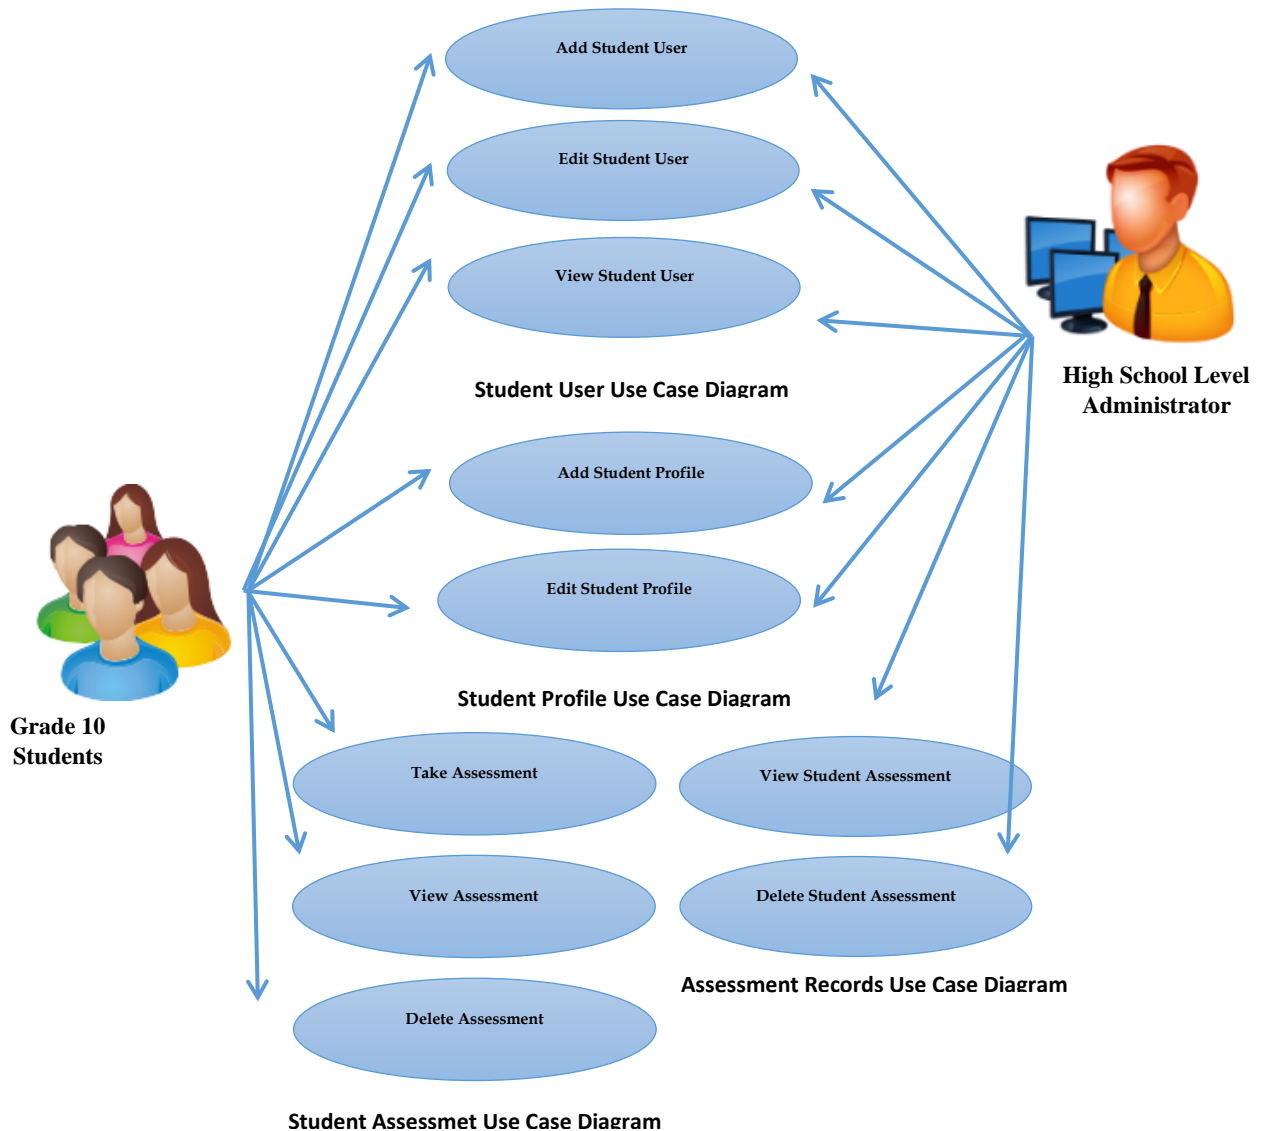 Add Student User
Edit Student User
View Student User
Student User Use Case Diagram
High School Level
Administrator
Add Student Profile
Edit Student Profile
Student Profile Use Case Diagram
Grade 10
Students
Take Assessment
View Student Assessment
View Assessment
Delete Student Assessment
Assessment Records Use Case Diagram
Delete Assessment
Student Assessmet Use Case Diagram